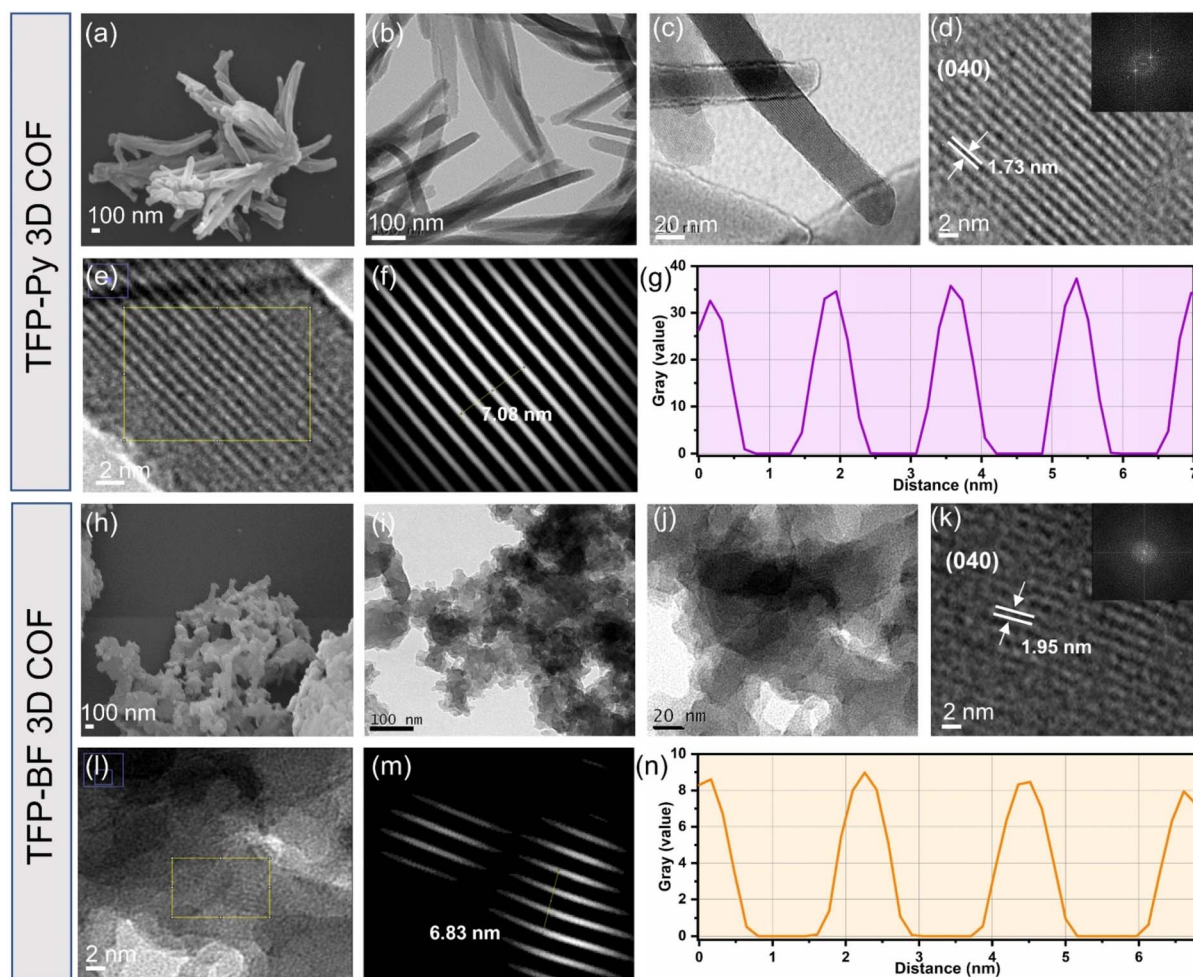 TFP-Py 3D COF
(a)
100 nm
(b)
100 nm
(c)
20 nm
(d)
(040)
1.73 nm
2 nm
(e)
2 nm
(f)
7.08 nm
(g)
40
30
20
10
0
Gray (value)
0 1 2 3 4 5 6 7
Distance (nm)
TFP-BF 3D COF
(h)
100 nm
(i)
100 nm
(j)
20 nm
(k)
(040)
1.95 nm
2 nm
(l)
2 nm
(m)
6.83 nm
(n)
10
8
6
4
2
0
Gray (value)
0 1 2 3 4 5 6
Distance (nm)